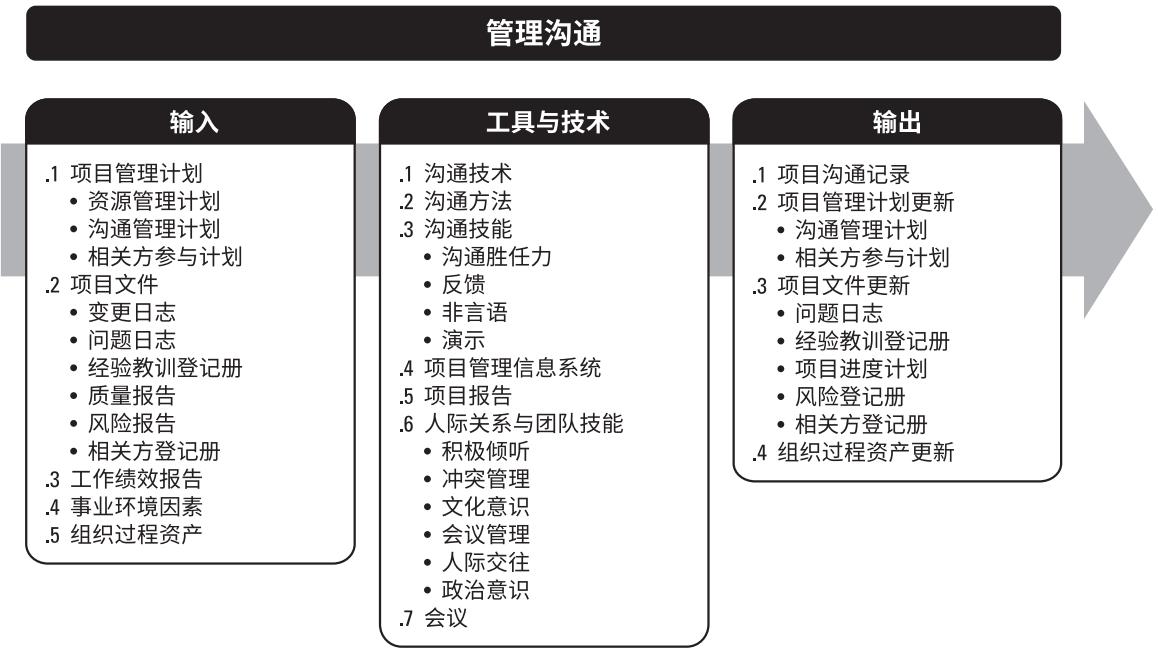 管理沟通
输入
.1 项目管理计划
• 资源管理计划
• 沟通管理计划
• 相关方参与计划
.2 项目文件
• 变更日志
• 问题日志
• 经验教训登记册
• 质量报告
• 风险报告
• 相关方登记册
.3 工作绩效报告
.4 事业环境因素
.5 组织过程资产
工具与技术
.1 沟通技术
.2 沟通方法
.3 沟通技能
• 沟通胜任力
• 反馈
• 非言语
• 演示
.4 项目管理信息系统
.5 项目报告
.6 人际关系与团队技能
• 积极倾听
• 冲突管理
• 文化意识
• 会议管理
• 人际交往
• 政治意识
.7 会议
输出
.1 项目沟通记录
.2 项目管理计划更新
• 沟通管理计划
• 相关方参与计划
.3 项目文件更新
• 问题日志
• 经验教训登记册
• 项目进度计划
• 风险登记册
• 相关方登记册
.4 组织过程资产更新